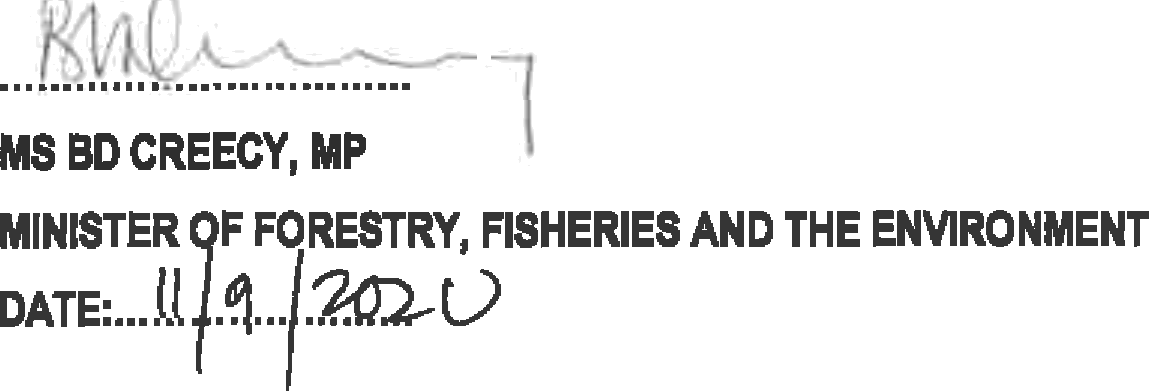 MS BD CREECY, MP
MINISTER OF FORESTRY, FISHERIES AND THE ENVIRONMENT
DATE:....11/9/2020